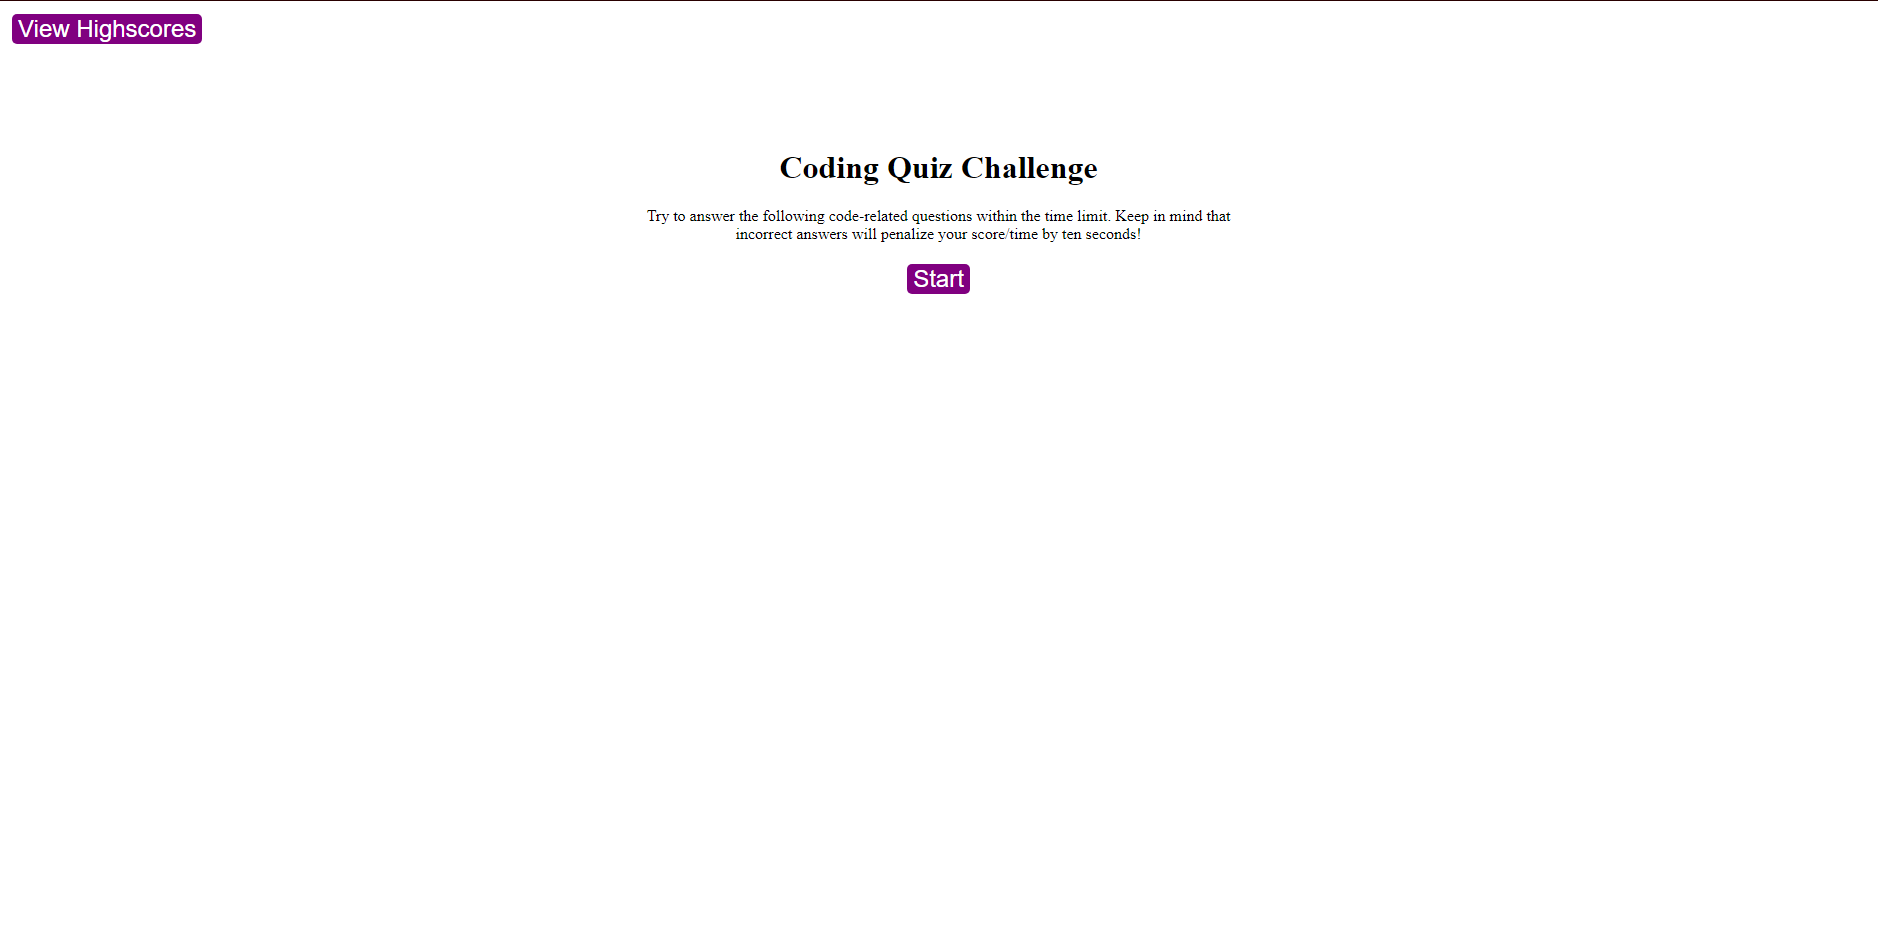 View Highscores
Coding Quiz Challenge
Try to answer the following code-related questions within the time limit. Keep in mind that
incorrect answers will penalize your score/time by ten seconds!
Start